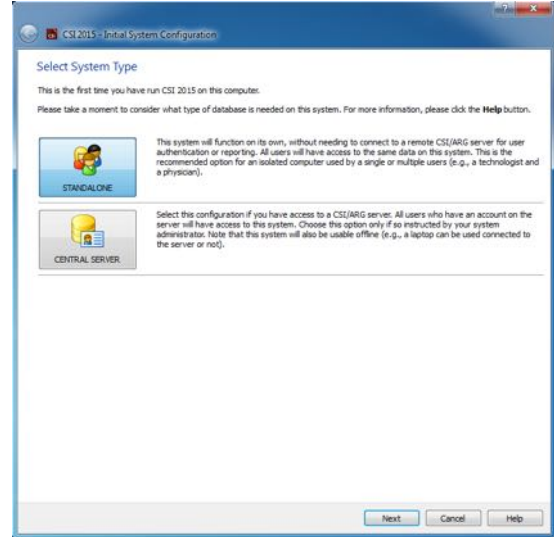 CSI 2015 - Initial System Configuration
Select System Type
This is the first time you have run CSI 2015 on this computer.
Please take a moment to consider what type of database is needed on this system. For more information, please click the Help button.
This system will function on its own, without needing to connect to a remote CSI/ARG server for user
authentication or reporting. All users will have access to the same data on this system. This is the
recommended option for an isolated computer used by a single or multiple users (e.g., a technologist and
a physician).
STANDALONE
Select this configuration if you have access to a CSI/ARG server. All users who have an account on the
server will have access to this system. Choose this option only if so instructed by your system
administrator. Note that this system will also be usable offline (e.g., a laptop can be used connected to
the server or not).
CENTRAL SERVER
Next Cancel Help